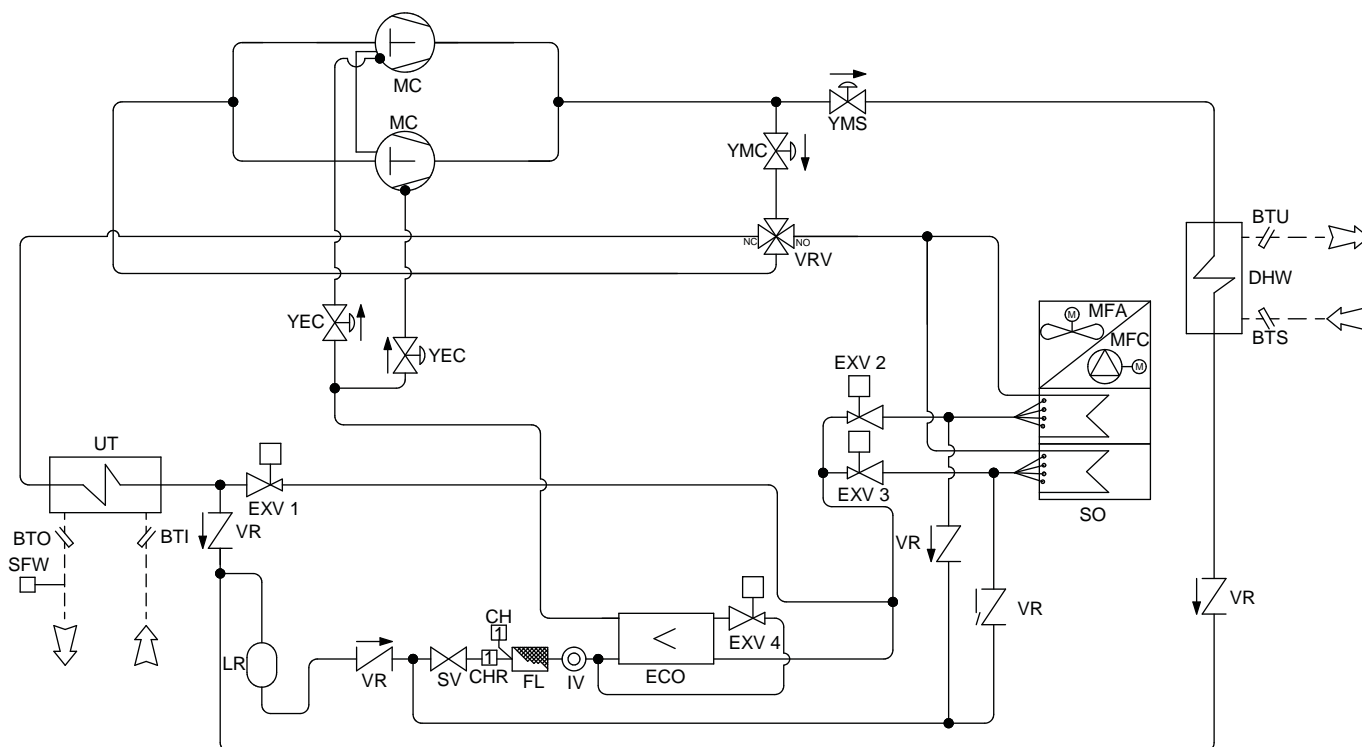 MC
MC
YMS
YMC
NC
NO
VRV
BTU
DHW
BTS
M
MFA
MFC
M
YEC
YEC
EXV 2
EXV 3
SO
UT
EXV 1
VR
BTO
BTI
SFW
VR
VR
VR
CH
1
1
EXV 4
LR
VR
SV
CHR
FL
IV
ECO